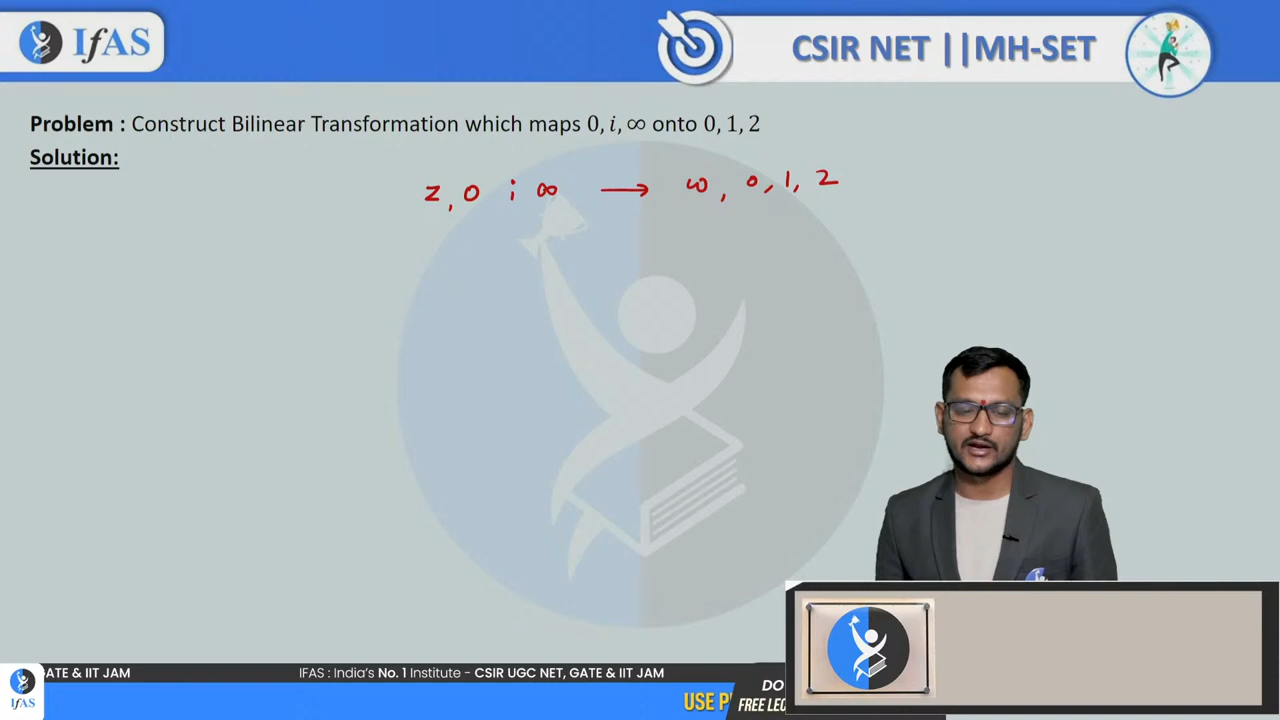 IfAS
CSIR NET ||MH-SET
Problem : Construct Bilinear Transformation which maps 0, i, ∞ onto 0, 1, 2
Solution:
z, 0 i ∞ → ω, 0, 1, 2
GATE & IIT JAM
IFAS : India's No. 1 Institute - CSIR UGC NET, GATE & IIT JAM
IfAS
USE
DO
FREE